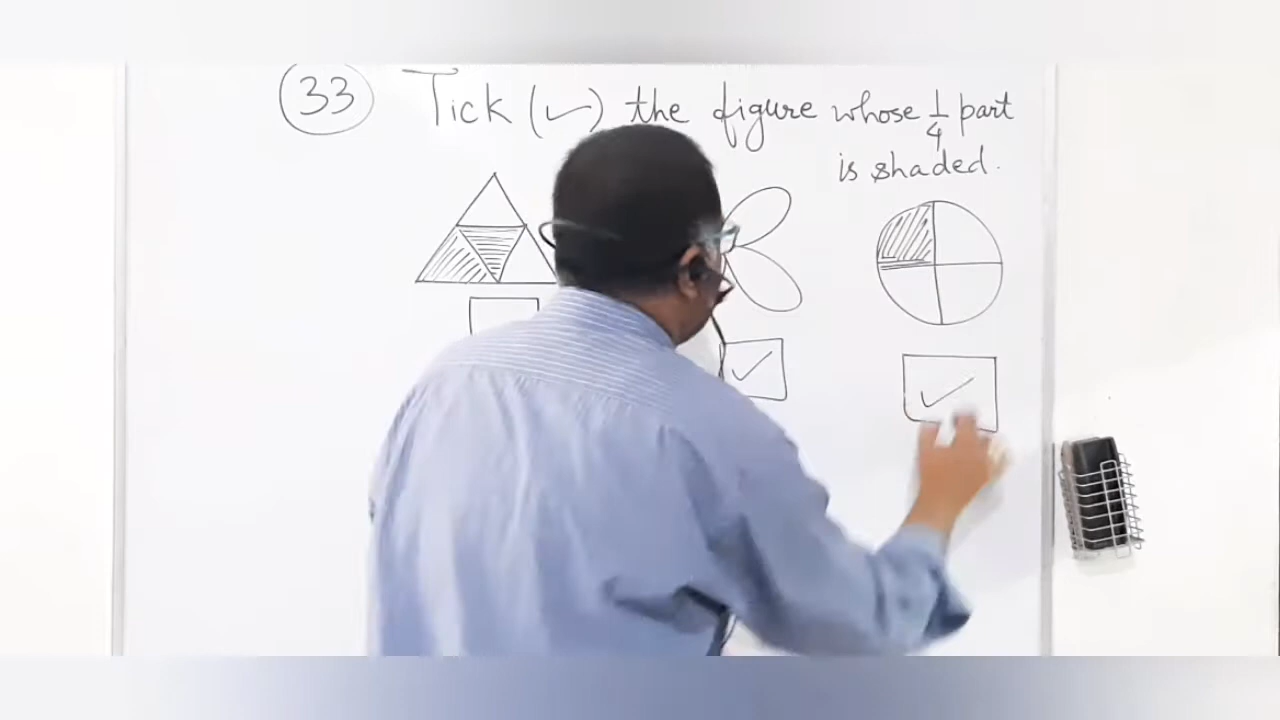 33 Tick (✓) the figure whose 1/4 part
is shaded.